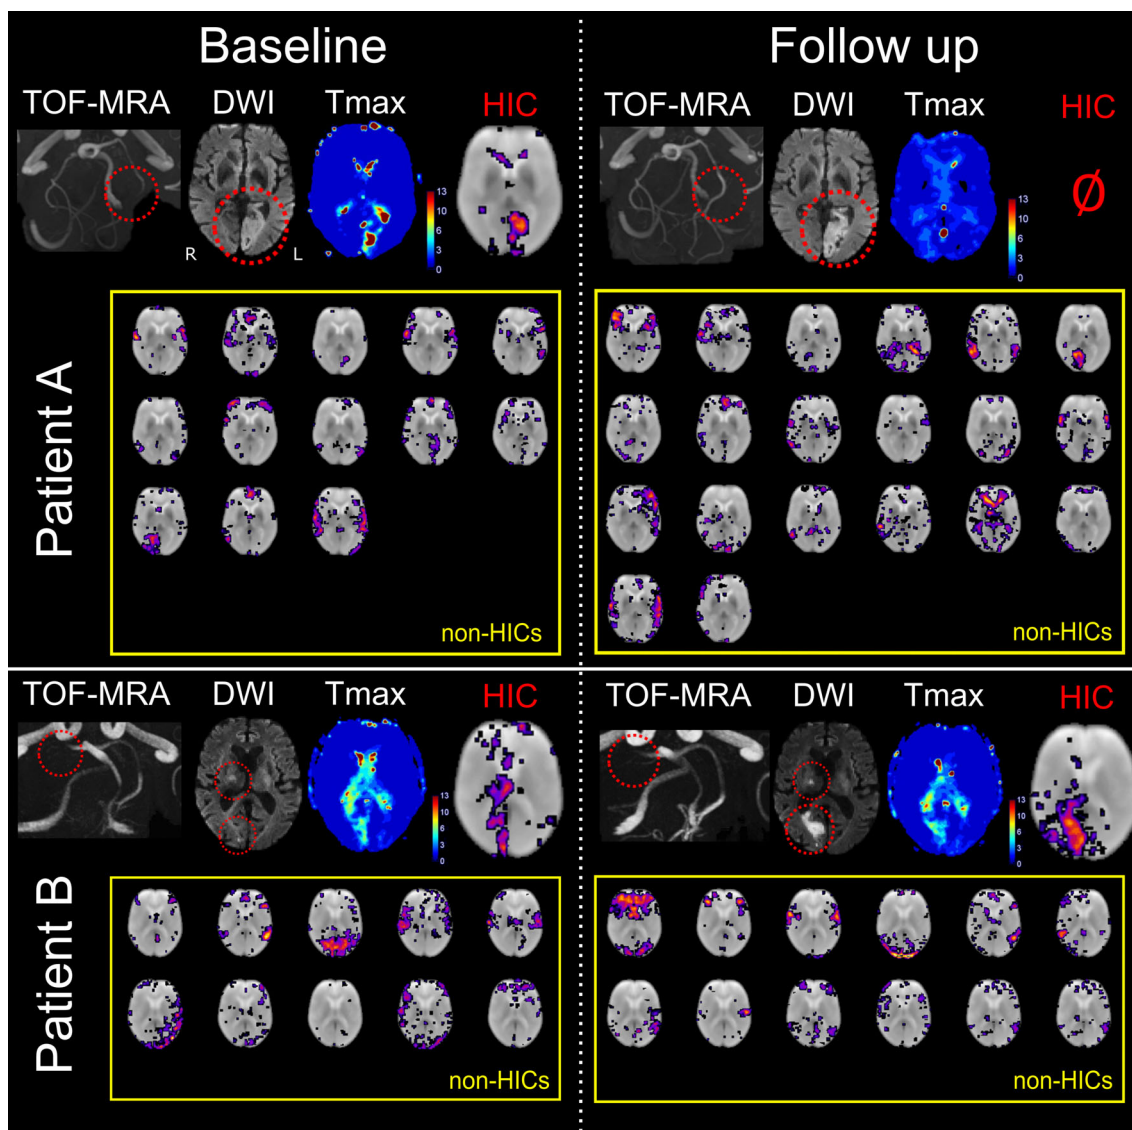 Baseline
Follow up
TOF-MRA DWI Tmax HIC
TOF-MRA DWI Tmax HIC
R L
13
10
6
3
0
13
10
6
3
0
Ø
Patient A
non-HICs
non-HICs
TOF-MRA DWI Tmax HIC
TOF-MRA DWI Tmax HIC
13
10
6
3
0
13
10
6
3
0
Patient B
non-HICs
non-HICs